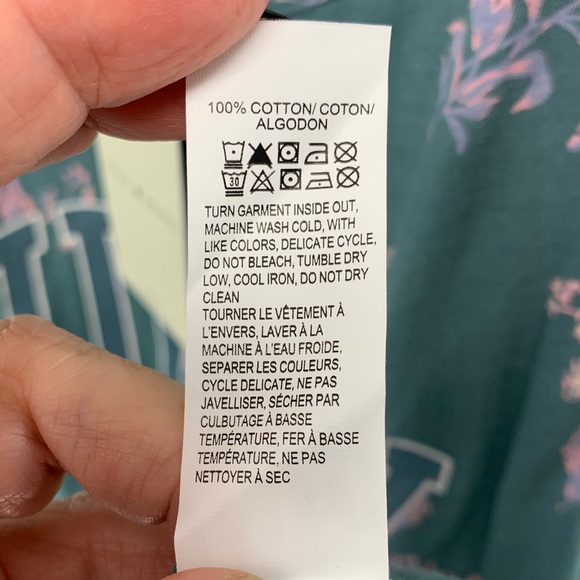 100% COTTON/ COTON/
ALGODON
30
TURN GARMENT INSIDE OUT,
MACHINE WASH COLD, WITH
LIKE COLORS, DELICATE CYCLE,
DO NOT BLEACH, TUMBLE DRY
LOW, COOL IRON, DO NOT DRY
CLEAN
TOURNER LE VÊTEMENT À
L'ENVERS, LAVER À LA
MACHINE À L'EAU FROIDE,
SEPARER LES COULEURS,
CYCLE DELICATE, NE PAS
JAVELLISER, SÉCHER PAR
CULBUTAGE À BASSE
TEMPÉRATURE, FER À BASSE
TEMPÉRATURE, NE PAS
NETTOYER À SEC